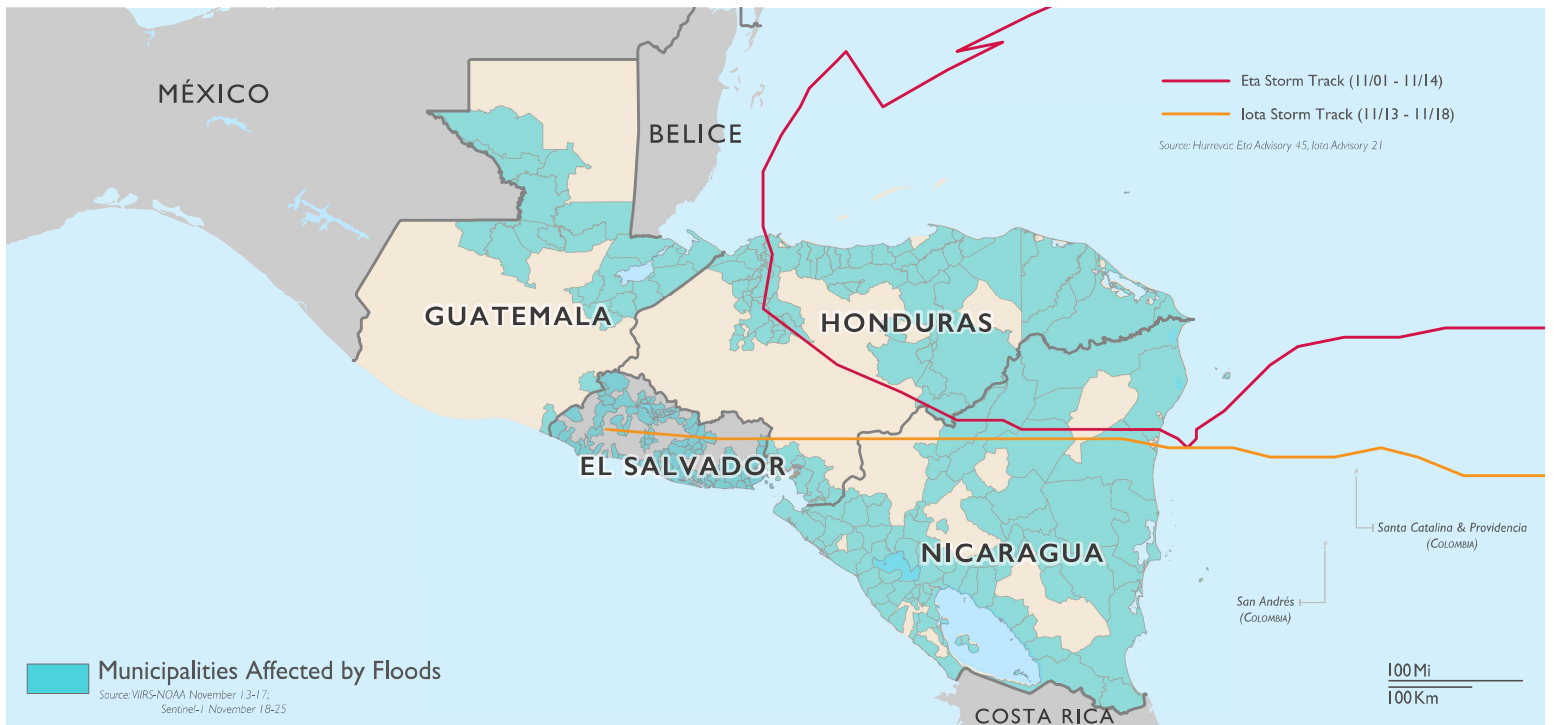 MÉXICO
BELICE
Eta Storm Track (11/01 - 11/14)
Iota Storm Track (11/13 - 11/18)
Source: Hurrevac Eta Advisory 45, Iota Advisory 21
GUATEMALA
HONDURAS
EL SALVADOR
NICARAGUA
Santa Catalina & Providencia
(COLOMBIA)
San Andrés
(COLOMBIA)
Municipalities Affected by Floods
Source: VIIRS-NOAA November 13-17;
Sentinel-1 November 18-25
100 Mi
100 Km
COSTA RICA